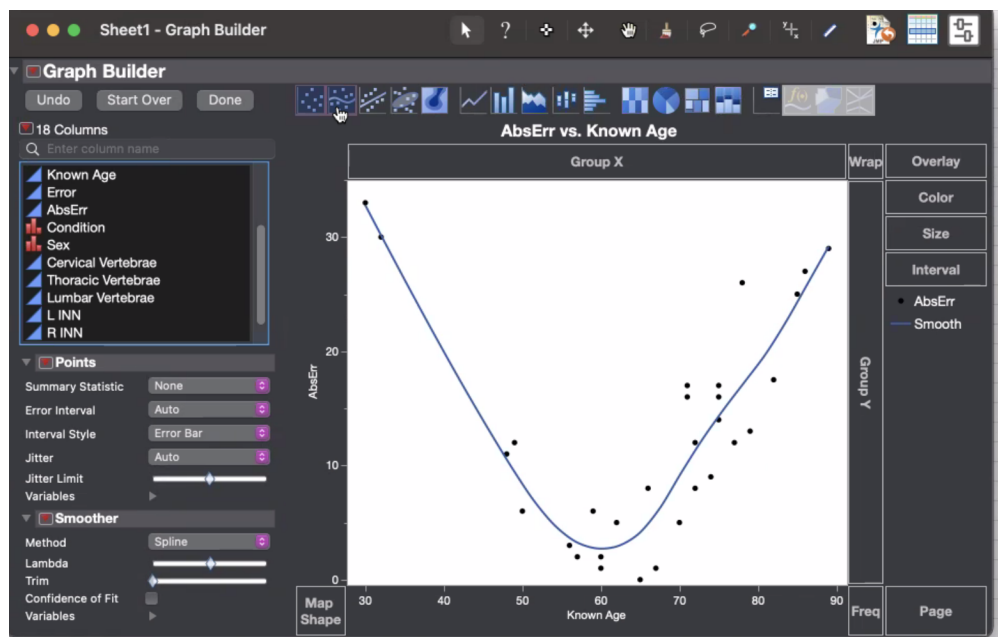 Sheet1 - Graph Builder
?
JMP
Graph Builder
Undo Start Over Done
18 Columns
Enter column name
Known Age
Error
AbsErr
Condition
Sex
Cervical Vertebrae
Thoracic Vertebrae
Lumbar Vertebrae
L INN
R INN
Points
Summary Statistic None
Error Interval Auto
Interval Style Error Bar
Jitter Auto
Jitter Limit
Variables
Smoother
Method Spline
Lambda
Trim
Confidence of Fit
Variables
AbsErr vs. Known Age
Group X
Wrap
Overlay
Color
Size
Interval
AbsErr
Smooth
Group Y
AbsErr
30
20
10
0
30 40 50 60 70 80 90
Known Age
Map
Shape
Freq
Page